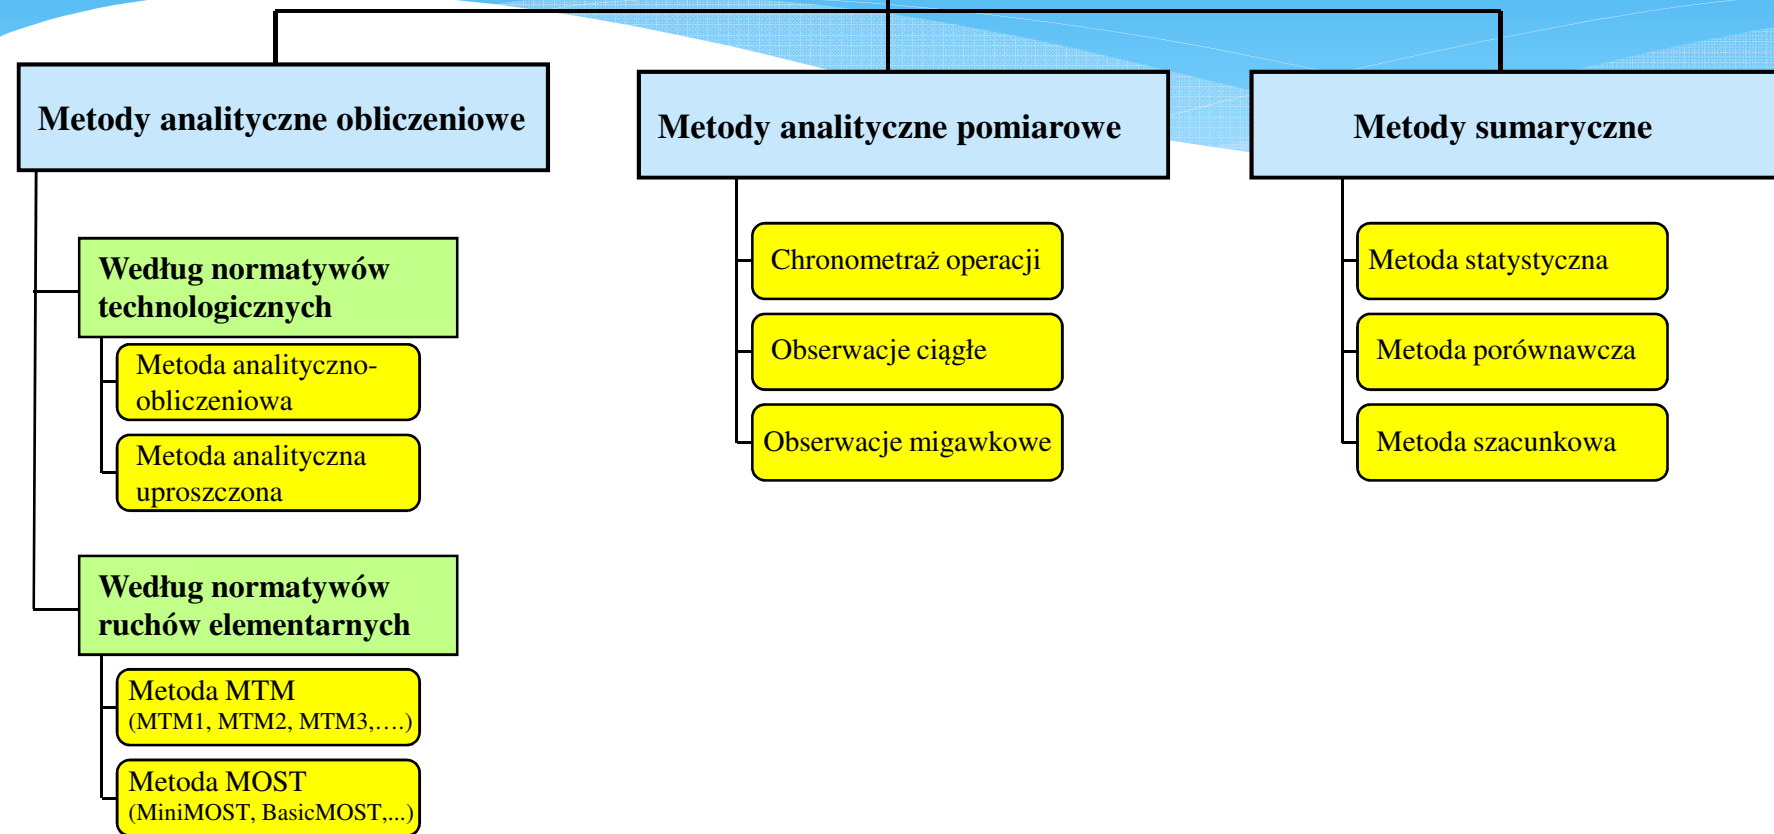 Metody analityczne obliczeniowe
Według normatywów
technologicznych
Metoda analityczno-
obliczeniowa
Metoda analityczna
uproszczona
Według normatywów
ruchów elementarnych
Metoda MTM
(MTM1, MTM2, MTM3,….)
Metoda MOST
(MiniMOST, BasicMOST,...)
Metody analityczne pomiarowe
Chronometraż operacji
Obserwacje ciągłe
Obserwacje migawkowe
Metody sumaryczne
Metoda statystyczna
Metoda porównawcza
Metoda szacunkowa